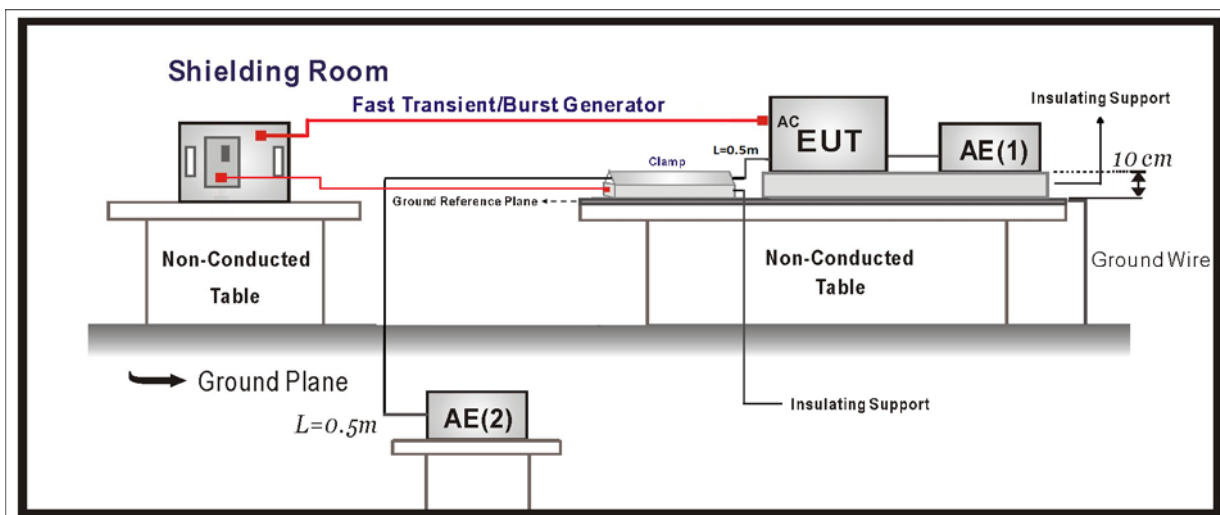 Shielding Room
Fast Transient/Burst Generator
Insulating Support
AC
EUT
AE(1)
10 cm
L=0.5m
Clamp
Ground Reference Plane
Non-Conducted
Table
Non-Conducted
Table
Ground Wire
Ground Plane
L=0.5m
AE(2)
Insulating Support